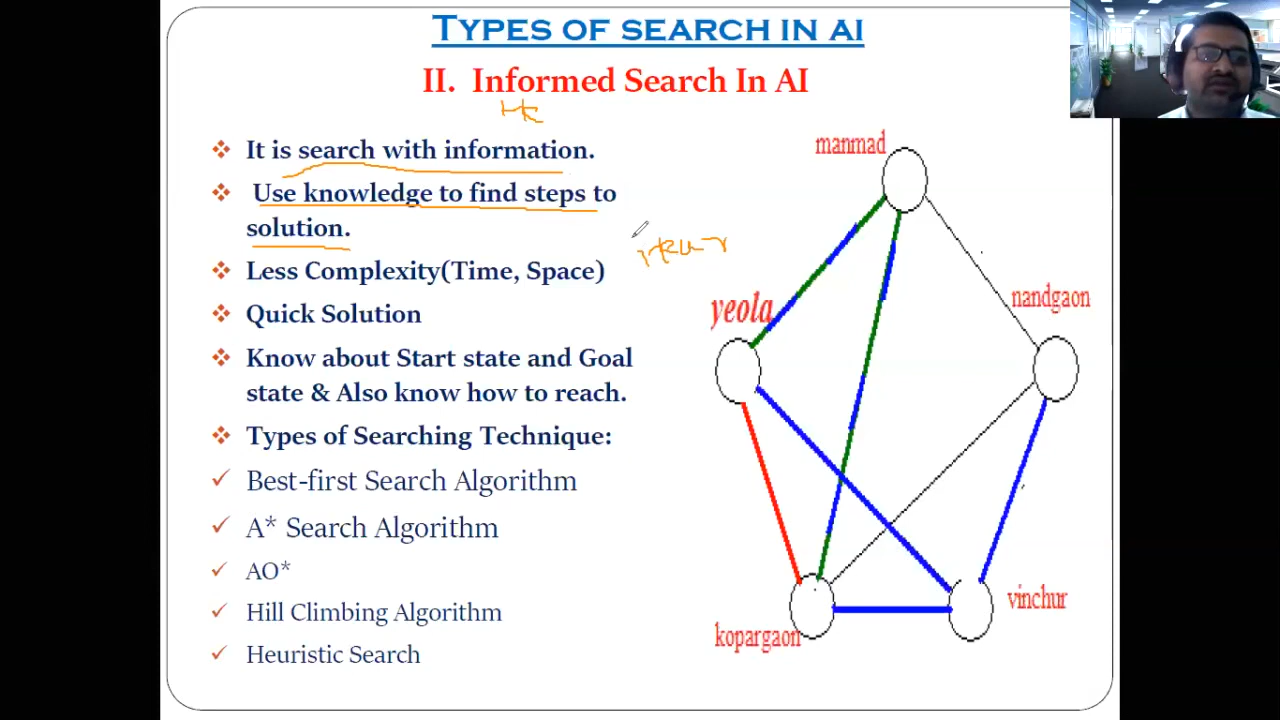 TYPES OF SEARCH IN AI
II. Informed Search In AI
❖ It is search with information.
❖ Use knowledge to find steps to
solution.
❖ Less Complexity(Time, Space)
❖ Quick Solution
❖ Know about Start state and Goal
state & Also know how to reach.
❖ Types of Searching Technique:
✓ Best-first Search Algorithm
✓ A* Search Algorithm
✓ AO*
✓ Hill Climbing Algorithm
✓ Heuristic Search
manmad
yeola
nandgaon
kopargaon
vinchur